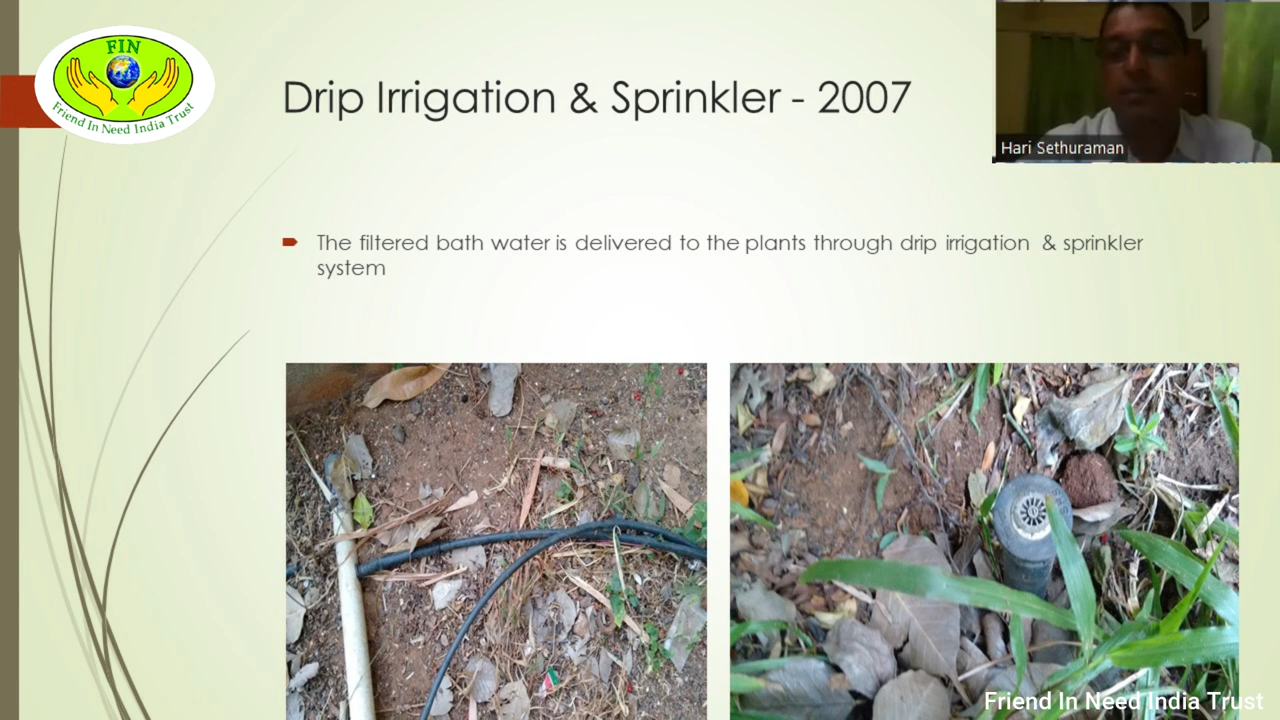 FIN
Friend In Need India Trust
Drip Irrigation & Sprinkler - 2007
Hari Sethuraman
The filtered bath water is delivered to the plants through drip irrigation & sprinkler
system
Friend In Need India Trust